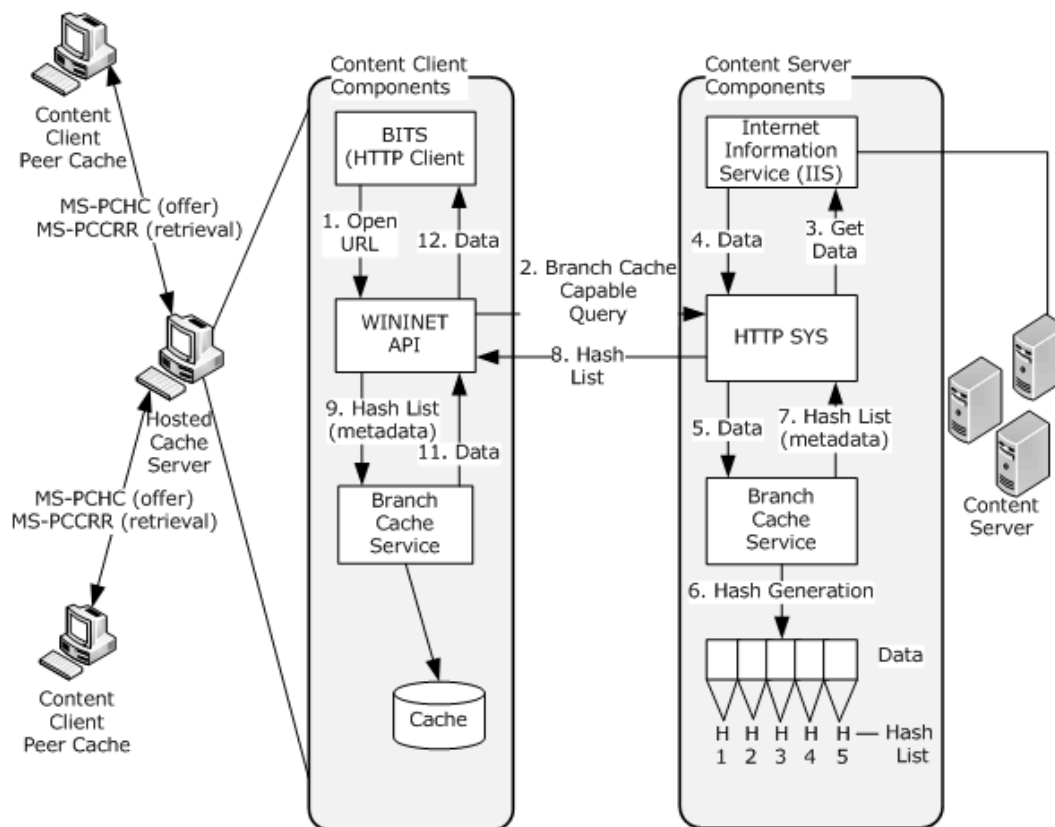 Content
Client
Peer Cache
MS-PCHC (offer)
MS-PCCRR (retrieval)
Hosted
Cache
Server
MS-PCHC (offer)
MS-PCCRR (retrieval)
Content
Client
Peer Cache
Content Client
Components
BITS
(HTTP Client
1. Open
URL
12. Data
WININET
API
9. Hash List
(metadata)
11. Data
Branch
Cache
Service
Cache
2. Branch Cache
Capable
Query
8. Hash
List
Content Server
Components
Internet
Information
Service (IIS)
4. Data
3. Get
Data
HTTP SYS
5. Data
7. Hash List
(metadata)
Branch
Cache
Service
6. Hash Generation
Data
H H H H H
1 2 3 4 5
Hash
List
Content
Server